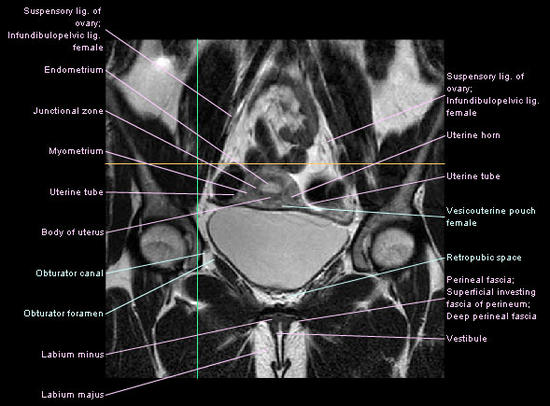 Suspensory lig. of
ovary;
Infundibulopelvic lig.
female
Endometrium
Junctional zone
Myometrium
Uterine tube
Body of uterus
Obturator canal
Obturator foramen
Labium minus
Labium majus
Suspensory lig. of
ovary;
Infundibulopelvic lig.
female
Uterine horn
Uterine tube
Vesicouterine pouch
female
Retropubic space
Perineal fascia;
Superficial investing
fascia of perineum;
Deep perineal fascia
Vestibule